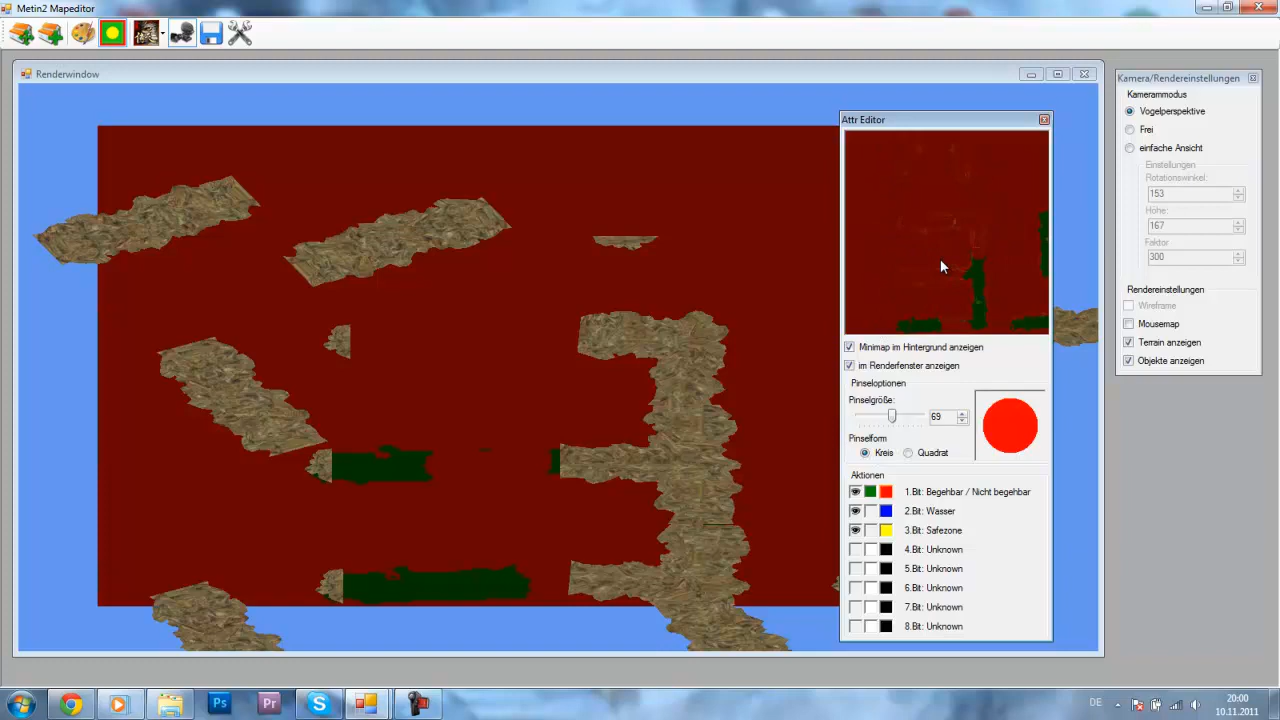 Metin2 Mapeditor
Renderwindow
Kamera/Rendereinstellungen
Kameramodus
Vogelperspektive
Frei
einfache Ansicht
Einstellungen
Rotationswinkel:
153
Höhe:
167
Faktor
300
Rendereinstellungen
Wireframe
Mousemap
Terrain anzeigen
Objekte anzeigen
Attr Editor
Minimap im Hintergrund anzeigen
im Renderfenster anzeigen
Pinseloptionen
Pinselgröße:
69
Pinselform
Kreis
Quadrat
Aktionen
1.Bit: Begehbar / Nicht begehbar
2.Bit: Wasser
3.Bit: Safezone
4.Bit: Unknown
5.Bit: Unknown
6.Bit: Unknown
7.Bit: Unknown
8.Bit: Unknown
Ps
Pr
S
DE
20:00
10.11.2011